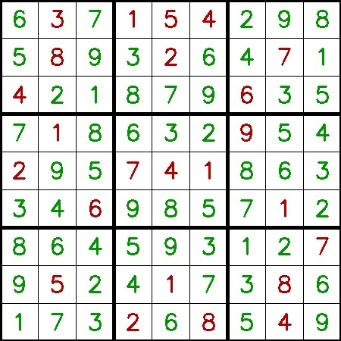 6 3 7 1 5 4 2 9 8
5 8 9 3 2 6 4 7 1
4 2 1 8 7 9 6 3 5
7 1 8 6 3 2 9 5 4
2 9 5 7 4 1 8 6 3
3 4 6 9 8 5 7 1 2
8 6 4 5 9 3 1 2 7
9 5 2 4 1 7 3 8 6
1 7 3 2 6 8 5 4 9